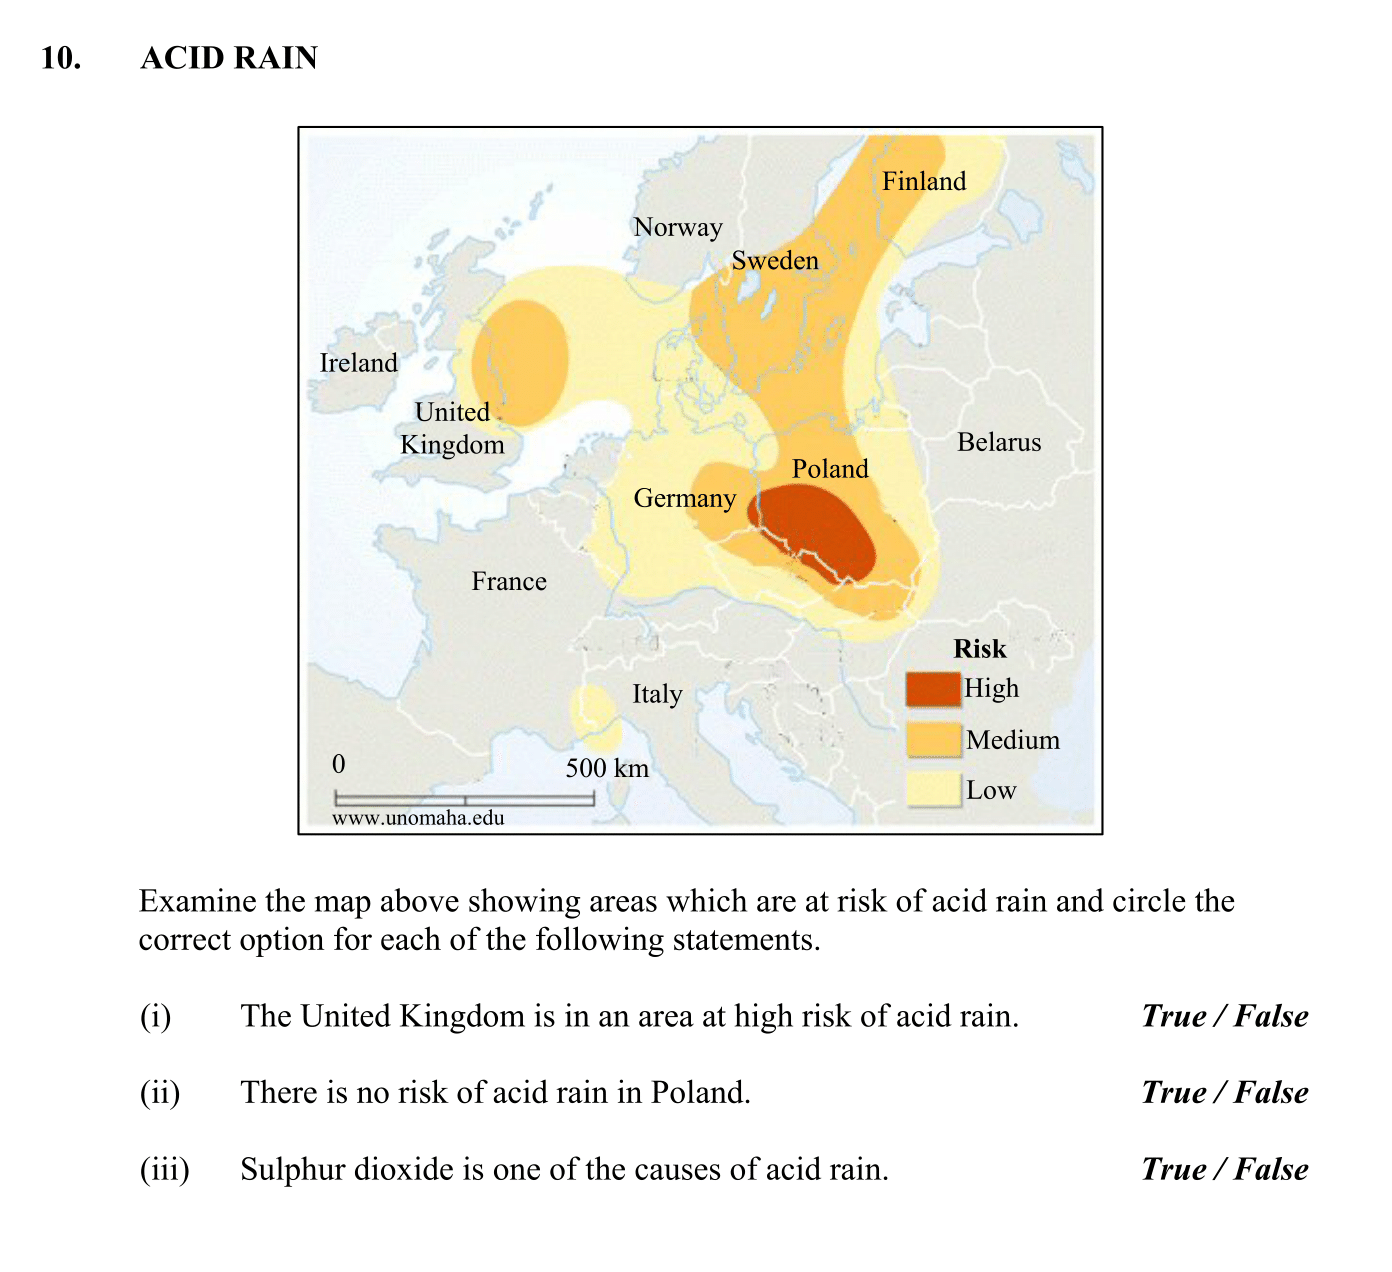 10. ACID RAIN
Finland
Norway
Sweden
Ireland
United
Kingdom
Belarus
Poland
Germany
France
Risk
High
Italy
Medium
0
500 km
Low
www.unomaha.edu
Examine the map above showing areas which are at risk of acid rain and circle the
correct option for each of the following statements.
(i) The United Kingdom is in an area at high risk of acid rain. True / False
(ii) There is no risk of acid rain in Poland. True / False
(iii) Sulphur dioxide is one of the causes of acid rain. True / False